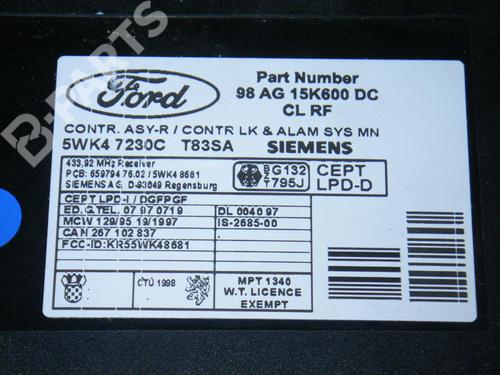 B-PARTS
Ford
Part Number
98 AG 15K600 DC
CL RF
CONTR. ASY-R / CONTR LK & ALAM SYS MN
5WK4 7230C T83SA SIEMENS
433,92 MHz Receiver
PCB: 659794 76.02 / 5WK4 8681
SIEMENS AG, D-93049 Regensburg
BG132
T795J
CEPT
LPD-D
CEPT LPD-I / DGFPGF
ED.G.TEL. 07 97 0719
MCW 129/95 19/1997
CAN 267 102 837
FCC-ID: KR55WK48681
DL 0040 97
IS-2685-00
ČTÚ 1998
MPT 1340
W.T. LICENCE
EXEMPT